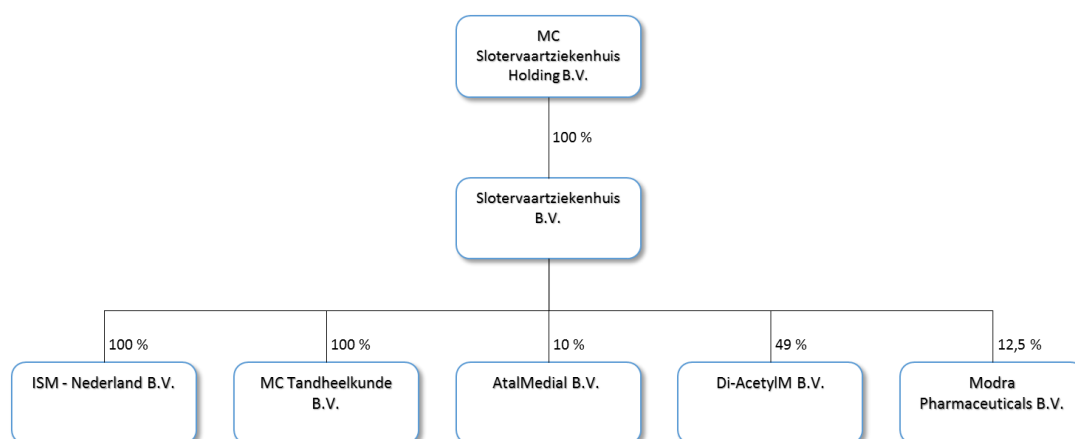 MC
Slotervaartziekenhuis
Holding B.V.
100 %
Slotervaartziekenhuis
B.V.
100 %
100 %
10 %
49 %
12,5 %
ISM - Nederland B.V.
MC Tandheelkunde
B.V.
AtalMedial B.V.
Di-AcetylM B.V.
Modra
Pharmaceuticals B.V.